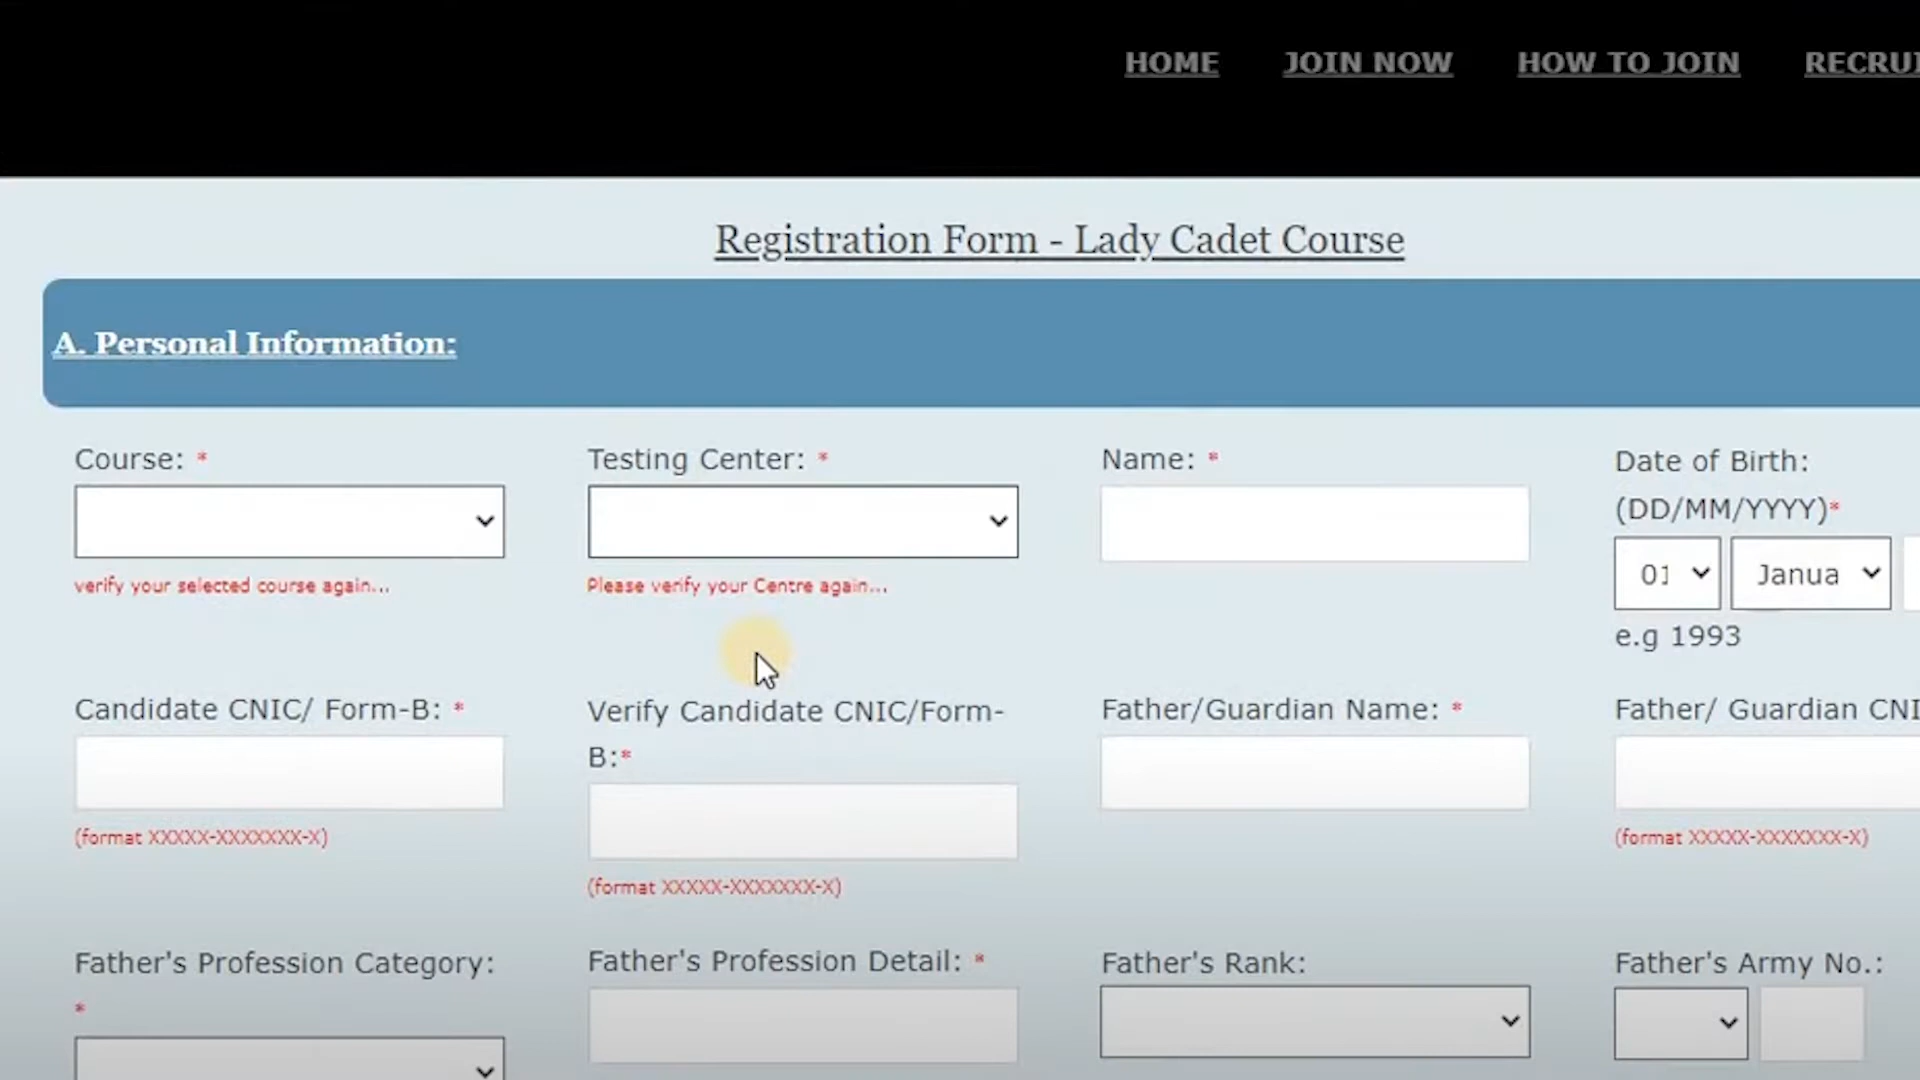 HOME JOIN NOW HOW TO JOIN
Registration Form - Lady Cadet Course
A. Personal Information:
Course: * Testing Center: * Name: * Date of Birth:
(DD/MM/YYYY)*
01 Janua
verify your selected course again... Please verify your Centre again...
e.g 1993
Candidate CNIC/ Form-B: * Verify Candidate CNIC/Form-
B:* Father/Guardian Name: * Father/ Guardian
(format XXXXX-XXXXXXX-X) (format XXXXX-XXXXXXX-X)
(format XXXXX-XXXXXXX-X)
Father's Profession Category:
* Father's Profession Detail: * Father's Rank: Father's Army No.: